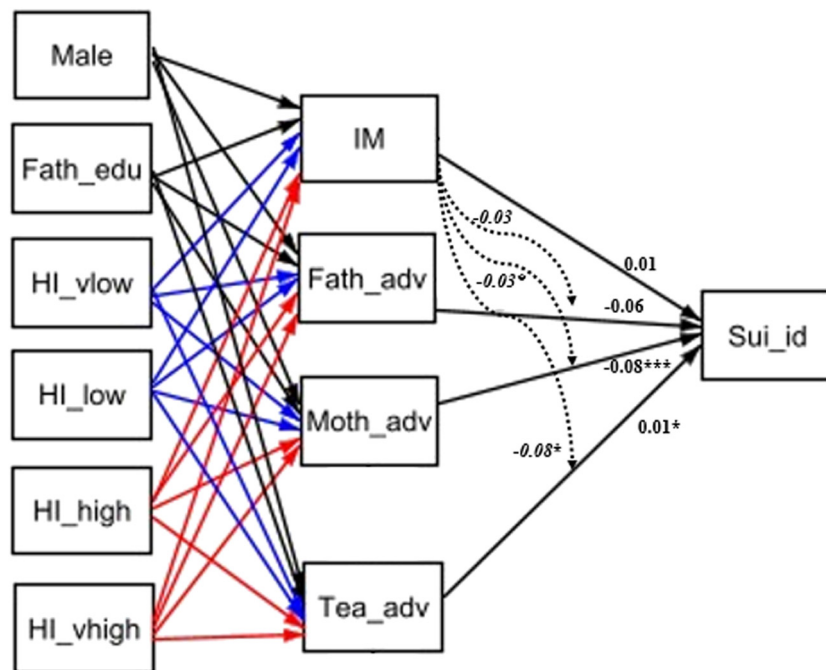 Male
Fath_edu
HI_vlow
HI_low
HI_high
HI_vhigh
IM
Fath_adv
Moth_adv
Tea_adv
-0.03
-0.03*
-0.08*
0.01
-0.06
-0.08***
0.01*
Sui_id